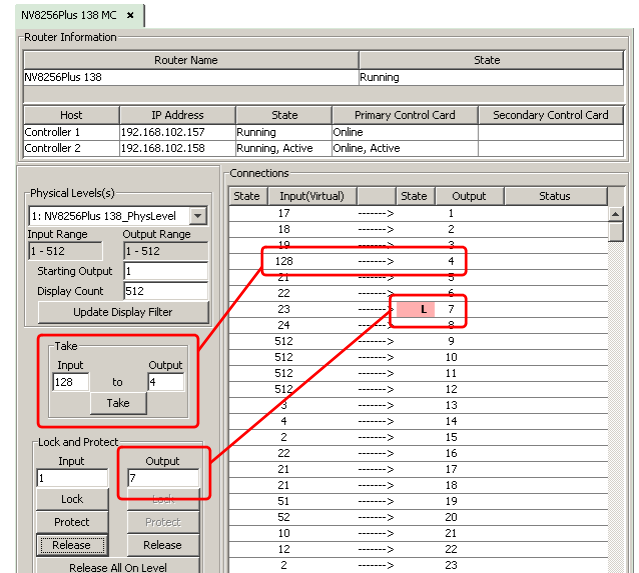 NV8256Plus 138 MC ×
Router Information
Router Name State
NV8256Plus 138 Running
Host IP Address State Primary Control Card Secondary Control Card
Controller 1 192.168.102.157 Running Online
Controller 2 192.168.102.158 Running, Active Online, Active
Physical Levels(s)
1: NV8256Plus 138_PhysLevel
Input Range Output Range
1 - 512 1 - 512
Starting Output 1
Display Count 512
Update Display Filter
Take
Input Output
128 to 4
Take
Lock and Protect
Input Output
1 7
Lock Lock
Protect Protect
Release Release
Release All On Level
Connections
State Input(Virtual) State Output Status
17 -------> 1
18 -------> 2
19 -------> 3
128 -------> 4
21 -------> 5
22 -------> 6
23 -------> L 7
24 -------> 8
512 -------> 9
512 -------> 10
512 -------> 11
512 -------> 12
3 -------> 13
4 -------> 14
2 -------> 15
22 -------> 16
21 -------> 17
21 -------> 18
51 -------> 19
52 -------> 20
10 -------> 21
12 -------> 22
2 -------> 23